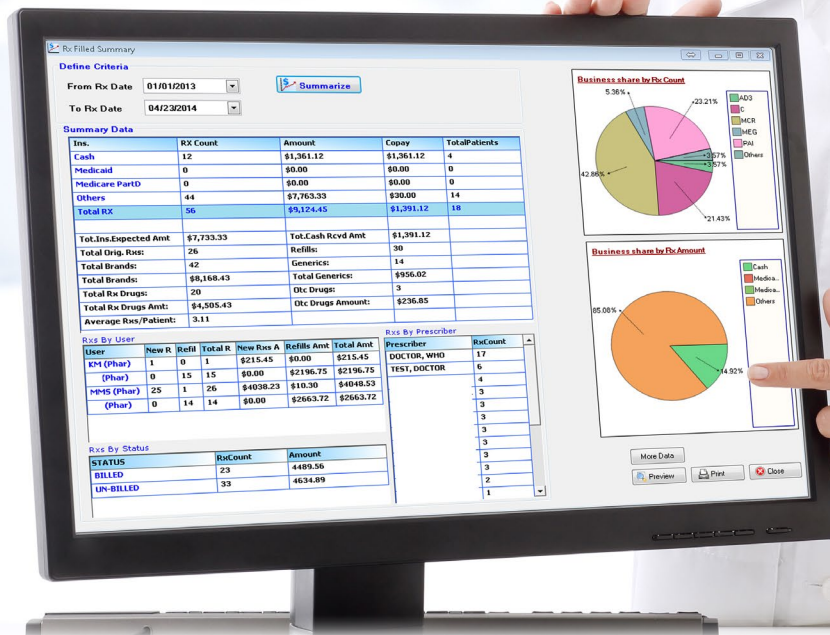 Rx Filled Summary
Define Criteria
From Rx Date 01/01/2013
To Rx Date 04/23/2014
Summarize
Summary Data
Ins. RX Count Amount Copay TotalPatients
Cash 12 $1,361.12 $1,361.12 4
Medicaid 0 $0.00 $0.00 0
Medicare PartD 0 $0.00 $0.00 0
Others 44 $7,763.33 $30.00 14
Total RX 56 $9,124.45 $1,391.12 18
Tot.Ins.Expected Amt $7,733.33 Tot.Cash Rcvd Amt $1,391.12
Total Orig. Rxs: 26 Refills: 30
Total Brands: 42 Generics: 14
Total Brands: $8,168.43 Total Generics: $956.02
Total Rx Drugs: 20 Otc Drugs: 3
Total Rx Drugs Amt: $4,505.43 Otc Drugs Amount: $236.85
Average Rxs/Patient: 3.11
Rxs By User
User New R Refil Total R New Rxs A Refills Amt Total Amt
KM (Phar) 1 0 1 $215.45 $0.00 $215.45
(Phar) 0 15 15 $0.00 $2196.75 $2196.75
MMS (Phar) 25 1 26 $4038.23 $10.30 $4048.53
(Phar) 0 14 14 $0.00 $2663.72 $2663.72
Rxs By Prescriber
Prescriber RxCount
DOCTOR, WHO 17
TEST, DOCTOR 6
4
3
3
3
3
3
3
3
2
1
Rxs By Status
STATUS RxCount Amount
BILLED 23 4489.56
UN-BILLED 33 4634.89
Business share by Rx Count
5.36%
23.21%
3.57%
3.57%
42.86%
21.43%
AD3
C
MCR
MEG
PAI
Others
Business share by Rx Amount
85.08%
14.92%
Cash
Medica...
Medica...
Others
More Data
Preview Print Close